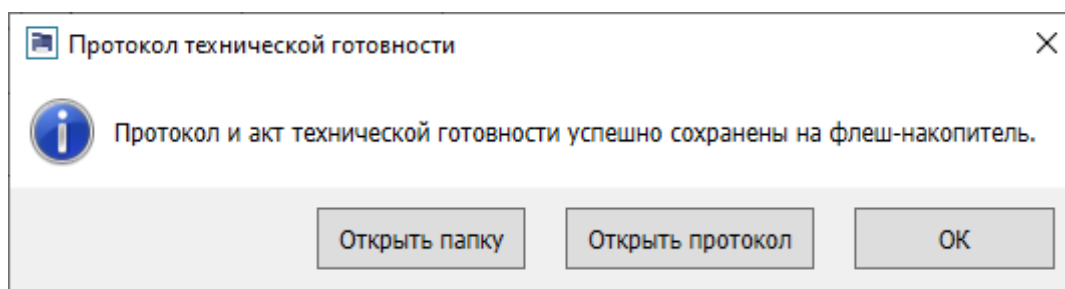 Протокол технической готовности
Протокол и акт технической готовности успешно сохранены на флеш-накопитель.
Открыть папку
Открыть протокол
ОК